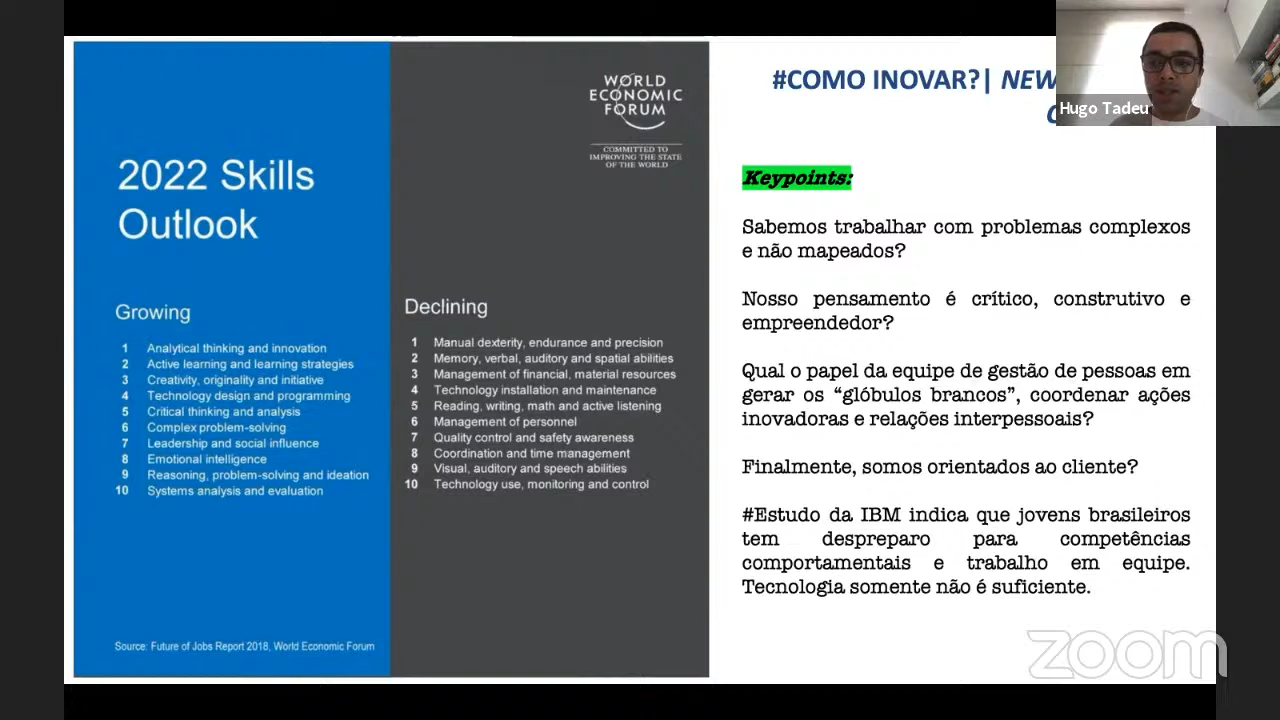 WORLD
ECONOMIC
FORUM
COMMITTED TO
IMPROVING THE STATE
OF THE WORLD
2022 Skills
Outlook
Growing
1 Analytical thinking and innovation
2 Active learning and learning strategies
3 Creativity, originality and initiative
4 Technology design and programming
5 Critical thinking and analysis
6 Complex problem-solving
7 Leadership and social influence
8 Emotional intelligence
9 Reasoning, problem-solving and ideation
10 Systems analysis and evaluation
Declining
1 Manual dexterity, endurance and precision
2 Memory, verbal, auditory and spatial abilities
3 Management of financial, material resources
4 Technology installation and maintenance
5 Reading, writing, math and active listening
6 Management of personnel
7 Quality control and safety awareness
8 Coordination and time management
9 Visual, auditory and speech abilities
10 Technology use, monitoring and control
Source: Future of Jobs Report 2018, World Economic Forum
#COMO INOVAR?| NEW
Hugo Tadeu
Keypoints:
Sabemos trabalhar com problemas complexos
e não mapeados?
Nosso pensamento é crítico, construtivo e
empreendedor?
Qual o papel da equipe de gestão de pessoas em
gerar os “glóbulos brancos”, coordenar ações
inovadoras e relações interpessoais?
Finalmente, somos orientados ao cliente?
#Estudo da IBM indica que jovens brasileiros
tem despreparo para competências
comportamentais e trabalho em equipe.
Tecnologia somente não é suficiente.
zoom